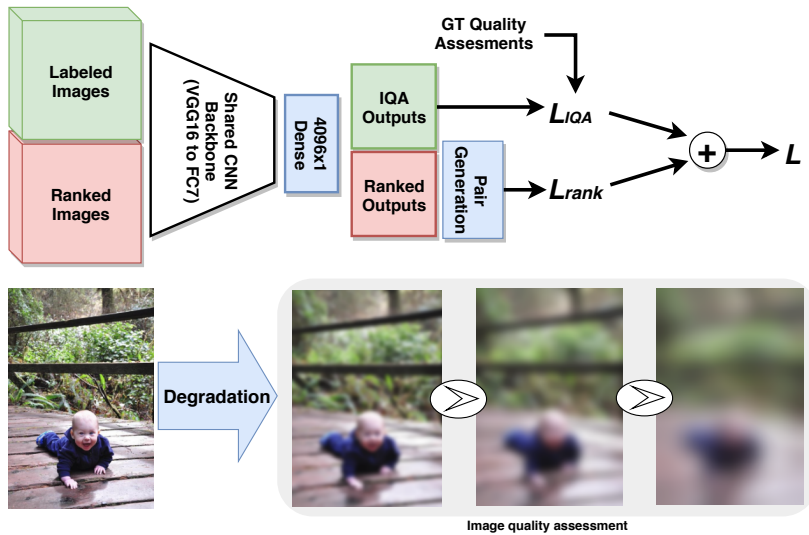 Labeled
Images
Ranked
Images
Shared CNN
Backbone
(VGG16 to FC7)
4096x1
Dense
IQA
Outputs
Ranked
Outputs
Pair
Generation
GT Quality
Assesments
LIQA
Lrank
+
L
Degradation
Image quality assessment